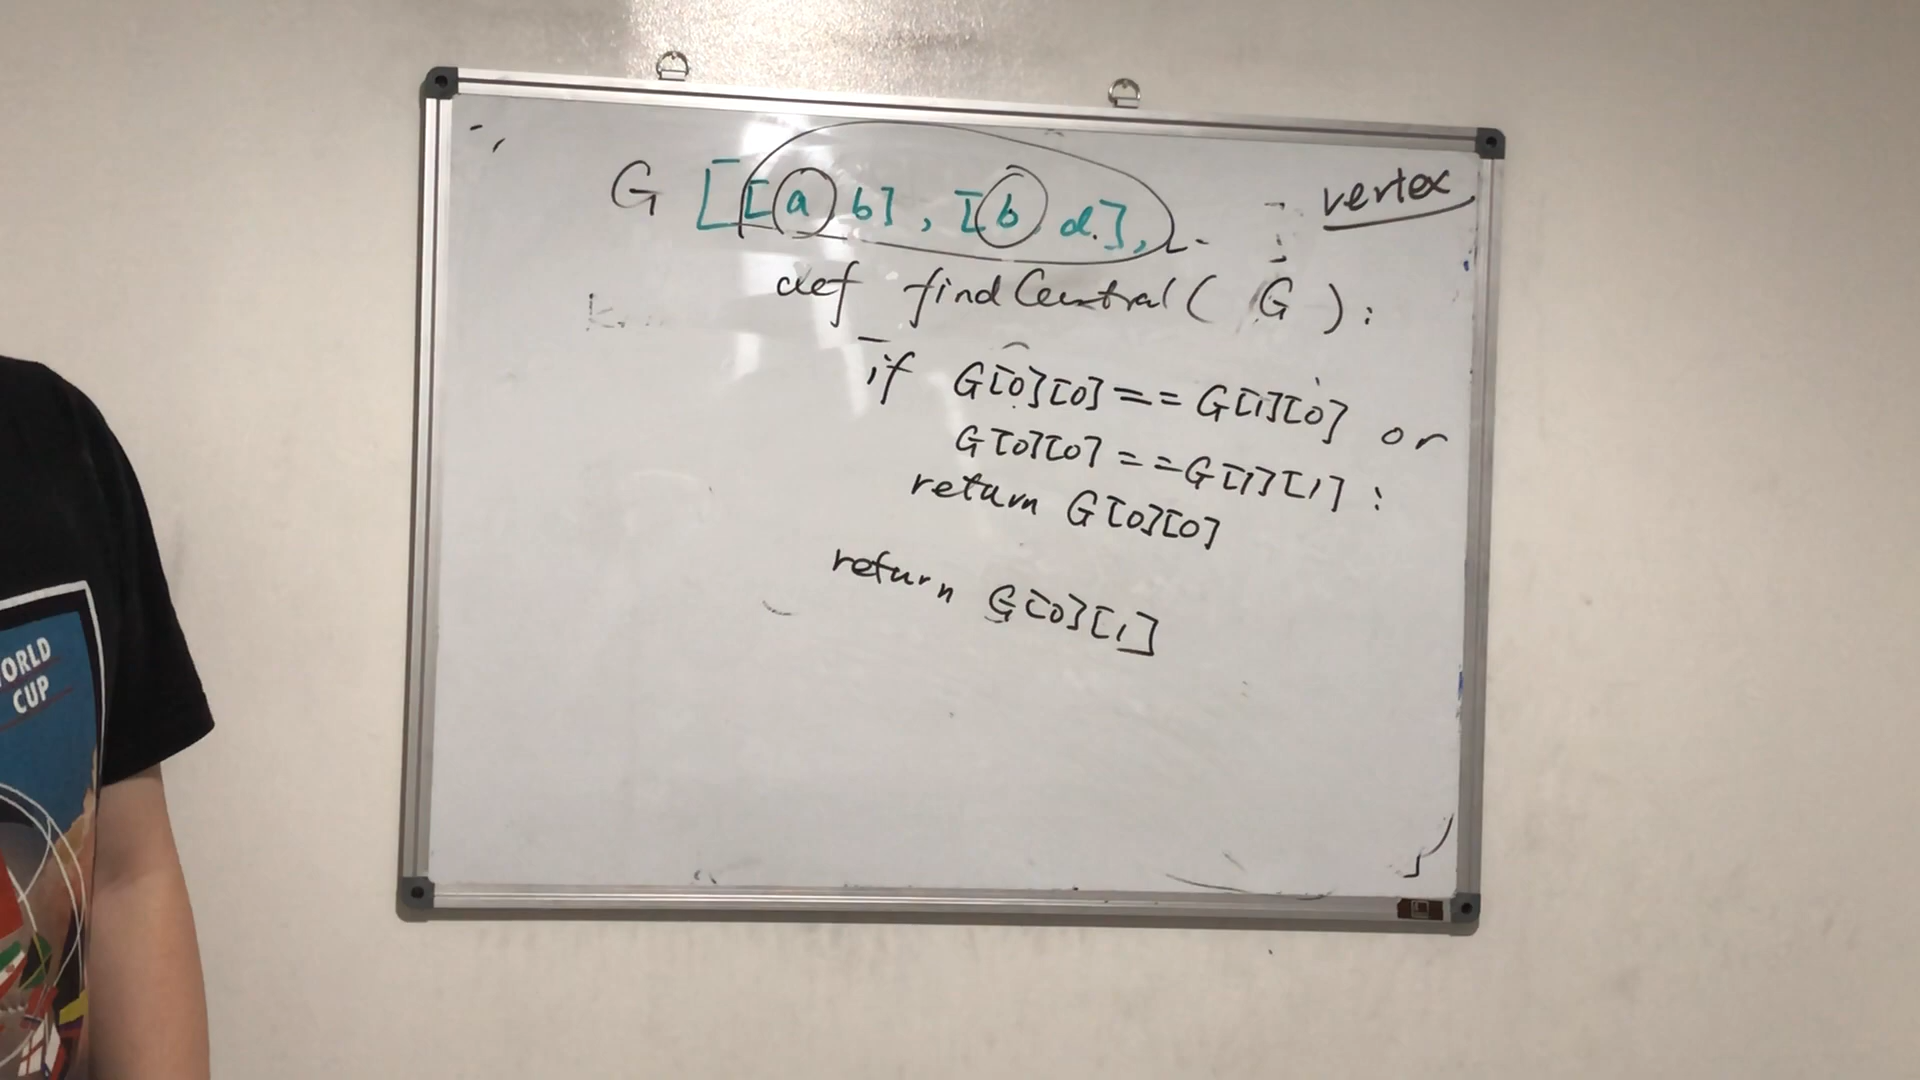 G [[a b], [b d.], ..
vertex
def findCentral( G ):
if G[0][0] == G[1][0] or
G[0][0] == G[1][1] :
return G[0][0]
return G[0][1]
WORLD
CUP